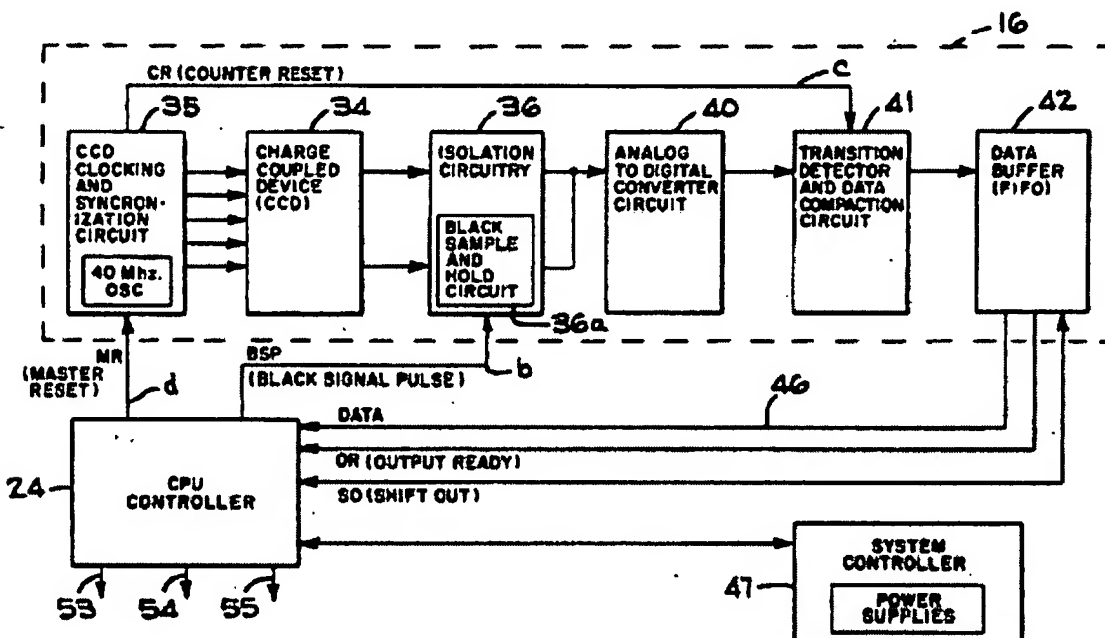 16
CR (COUNTER RESET)
C
35
34
36
40
41
42
CCD
CLOCKING
AND
SYNCRON-
IZATION
CIRCUIT
40 Mhz.
OSC
CHARGE
COUPLED
DEVICE
(CCD)
ISOLATION
CIRCUITRY
BLACK
SAMPLE
AND
HOLD
CIRCUIT
36a
ANALOG
TO DIGITAL
CONVERTER
CIRCUIT
TRANSITION
DETECTOR
AND DATA
COMPACTION
CIRCUIT
DATA
BUFFER
(FIFO)
MR
(MASTER
RESET)
d
BSP
(BLACK SIGNAL PULSE)
b
46
DATA
OR (OUTPUT READY)
SO (SHIFT OUT)
24
CPU
CONTROLLER
53
54
55
47
SYSTEM
CONTROLLER
POWER
SUPPLIES